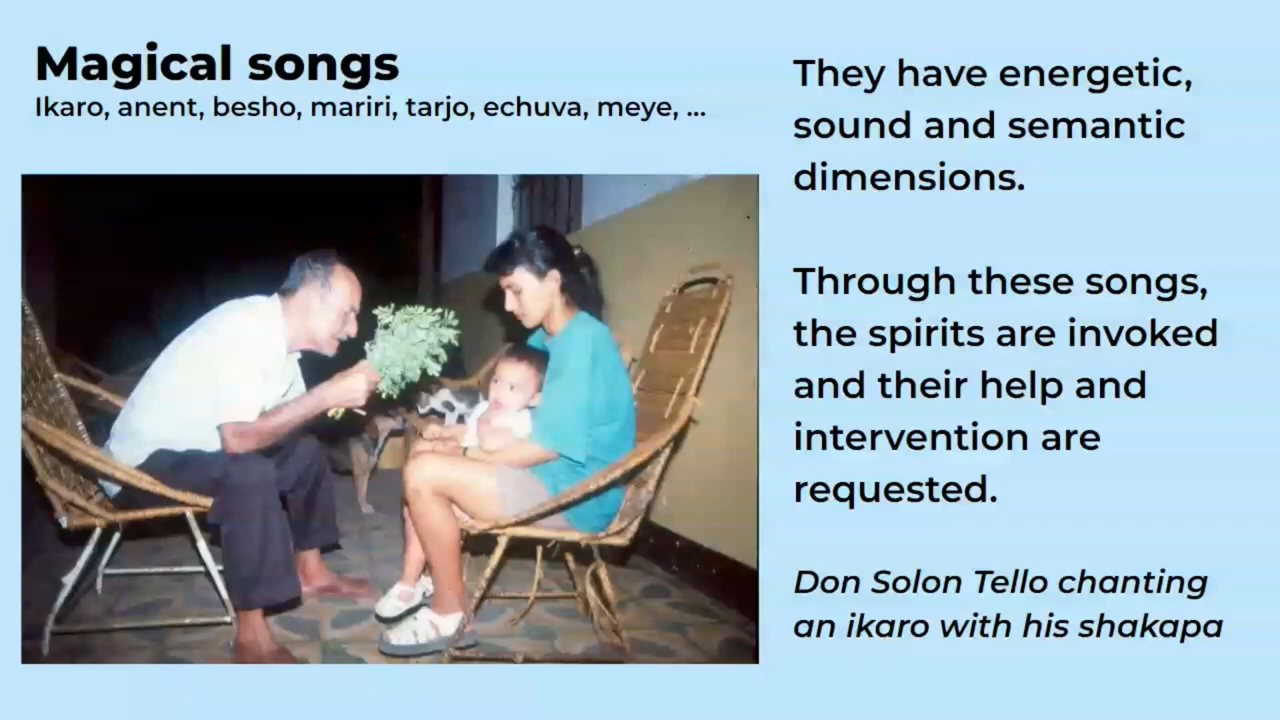 Magical songs
Ikaro, anent, besho, mariri, tarjo, echuva, meye, ...
They have energetic,
sound and semantic
dimensions.
Through these songs,
the spirits are invoked
and their help and
intervention are
requested.
Don Solon Tello chanting
an ikaro with his shakapa